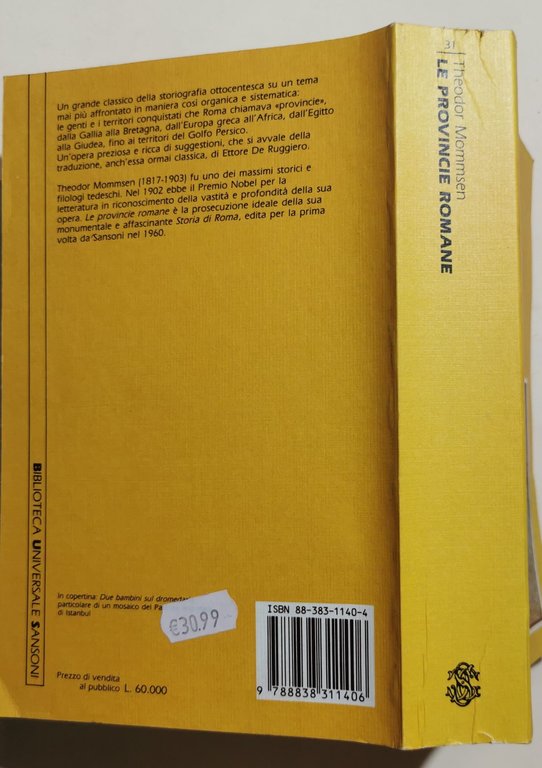 Un grande classico della storiografia ottocentesca su un tema
mai più affrontato in maniera così organica e sistematica:
le genti e i territori conquistati che Roma chiamava «provincie»,
dalla Gallia alla Bretagna, dall'Europa greca all'Africa, dall'Egitto
alla Giudea, fino ai territori del Golfo Persico.
Un'opera preziosa e ricca di suggestioni, che si avvale della
traduzione, anch'essa ormai classica, di Ettore De Ruggiero.
Theodor Mommsen (1817-1903) fu uno dei massimi storici e
filologi tedeschi. Nel 1902 ebbe il Premio Nobel per la
letteratura in riconoscimento della vastità e profondità della sua
opera. Le provincie romane è la prosecuzione ideale della sua
monumentale e affascinante Storia di Roma, edita per la prima
volta da Sansoni nel 1960.
In copertina: Due bambini sul
particolare di un mosaico del
di Istanbul
€30.99
Prezzo di vendita
al pubblico L. 60.000
ISBN 88-383-1140-4
9 788838 311406
BIBLIOTECA UNIVERSALE SANSONI
31
Theodor Mommsen
LE PROVINCIE ROMANE